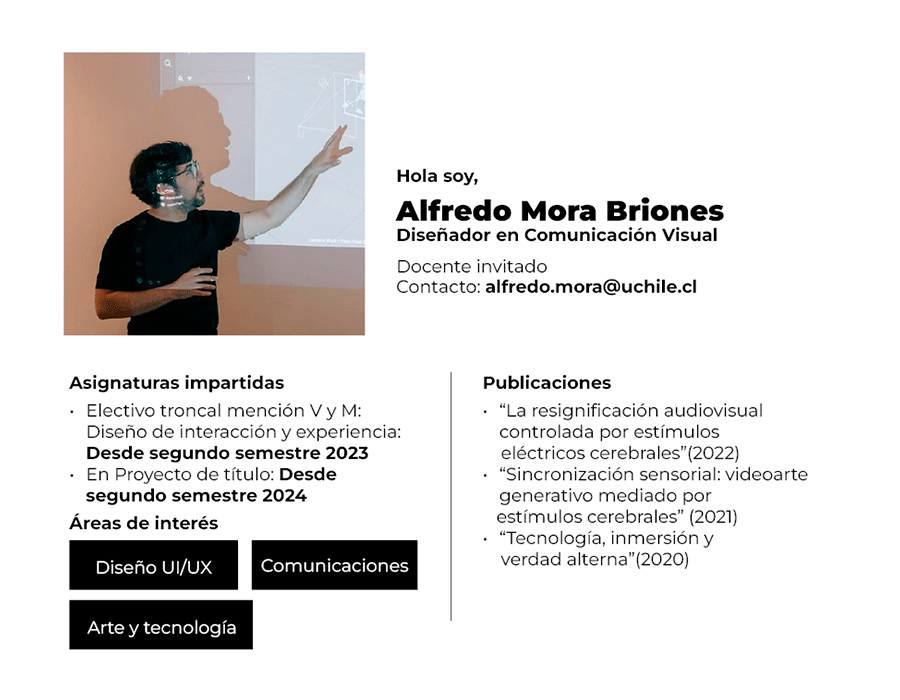 Hola soy,
Alfredo Mora Briones
Diseñador en Comunicación Visual
Docente invitado
Contacto: alfredo.mora@uchile.cl
Asignaturas impartidas
• Electivo troncal mención V y M:
Diseño de interacción y experiencia:
Desde segundo semestre 2023
• En Proyecto de título: Desde
segundo semestre 2024
Áreas de interés
Diseño UI/UX
Comunicaciones
Arte y tecnología
Publicaciones
• “La resignificación audiovisual
controlada por estímulos
eléctricos cerebrales”(2022)
• “Sincronización sensorial: videoarte
generativo mediado por
estímulos cerebrales” (2021)
• “Tecnología, inmersión y
verdad alterna”(2020)